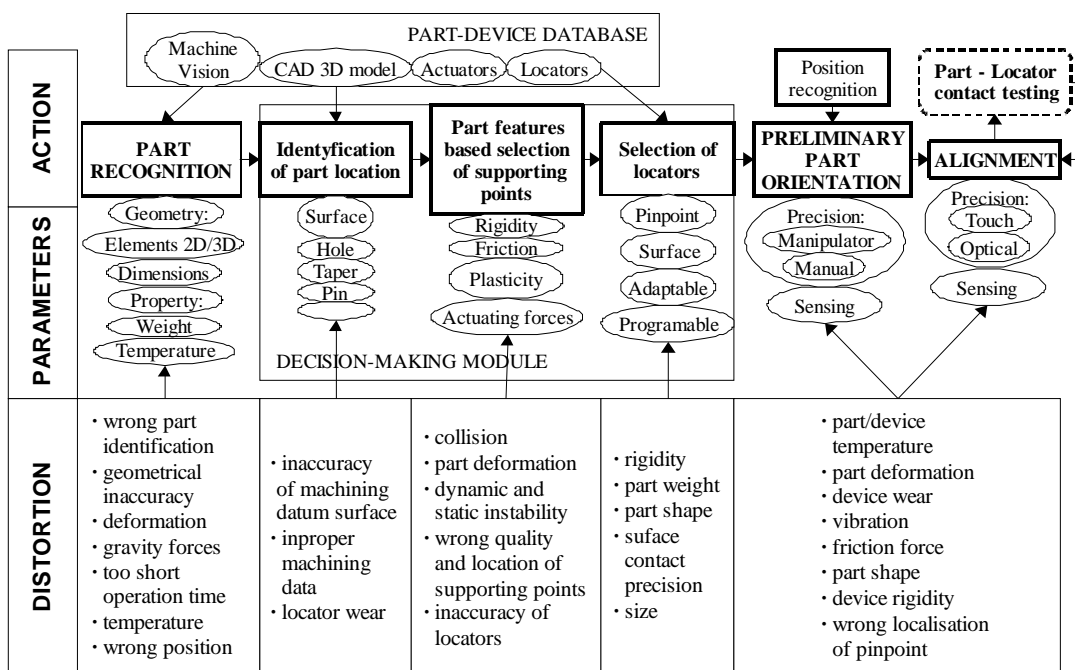 PART-DEVICE DATABASE
Machine
Vision
CAD 3D model
Actuators
Locators
Position
recognition
Part - Locator
contact testing
ACTION
PART
RECOGNITION
Identyfication
of part location
Part features
based selection
of supporting
points
Selection of
locators
PRELIMINARY
PART
ORIENTATION
ALIGNMENT
PARAMETERS
Geometry:
Elements 2D/3D
Dimensions
Property:
Weight
Temperature
Surface
Hole
Taper
Pin
Rigidity
Friction
Plasticity
Actuating forces
Pinpoint
Surface
Adaptable
Programable
Precision:
Manipulator
Manual
Sensing
Precision:
Touch
Optical
Sensing
DECISION-MAKING MODULE
DISTORTION
· wrong part
identification
· geometrical
inaccuracy
· deformation
· gravity forces
· too short
operation time
· temperature
· wrong position
· inaccuracy
of machining
datum surface
· inproper
machining
data
· locator wear
· collision
· part deformation
· dynamic and
static instability
· wrong quality
and location of
supporting points
· inaccuracy of
locators
· rigidity
· part weight
· part shape
· suface
contact
precision
· size
· part/device
temperature
· part deformation
· device wear
· vibration
· friction force
· part shape
· device rigidity
· wrong localisation
of pinpoint